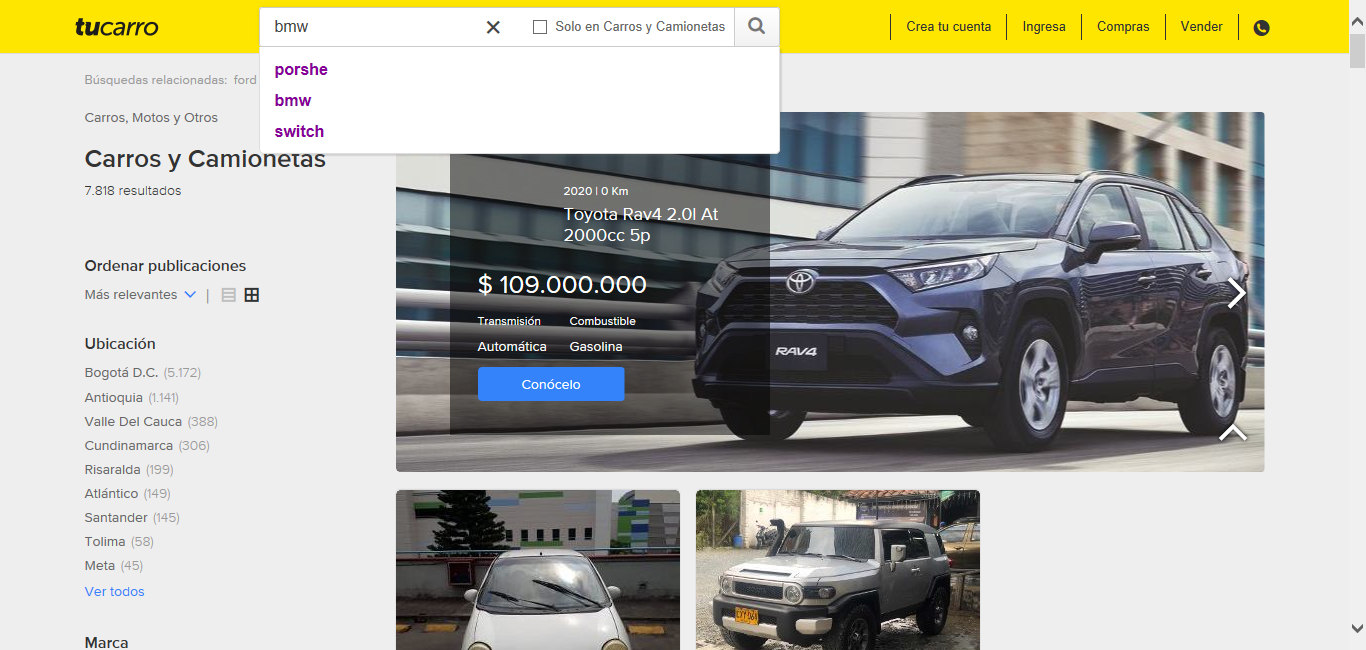 tucarro
bmw
Solo en Carros y Camionetas
Crea tu cuenta
Ingresa
Compras
Vender
porshe
bmw
switch
Búsquedas relacionadas: ford
Carros, Motos y Otros
Carros y Camionetas
7.818 resultados
Ordenar publicaciones
Más relevantes |
Ubicación
Bogotá D.C. (5.172)
Antioquia (1.141)
Valle Del Cauca (388)
Cundinamarca (306)
Risaralda (199)
Atlántico (149)
Santander (145)
Tolima (58)
Meta (45)
Ver todos
Marca
2020 | 0 Km
Toyota Rav4 2.0l At
2000cc 5p
$ 109.000.000
Transmisión Combustible
Automática Gasolina
Conócelo
RAV4